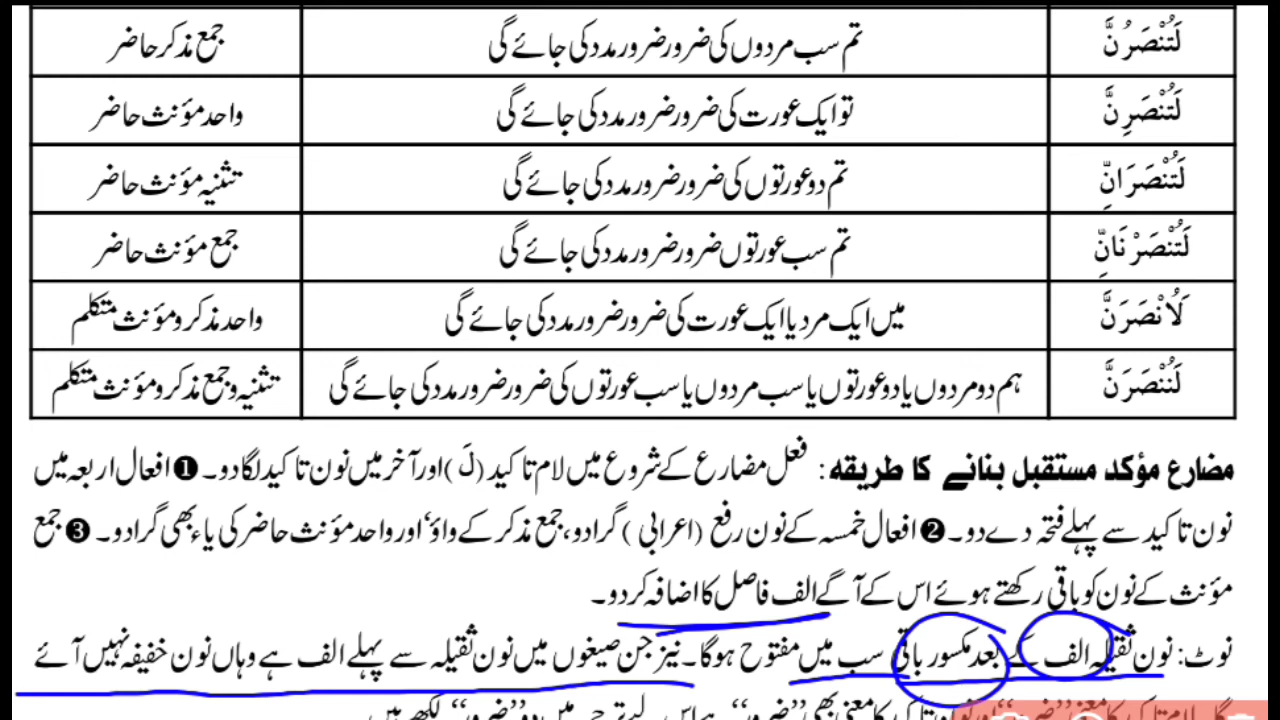 لَتُنْصَرُنَّ تم سب مردوں کی ضرور ضرور مدد کی جائے گی جمع مذکر حاضر
لَتُنْصَرِنَّ تو ایک عورت کی ضرور ضرور مدد کی جائے گی واحد مؤنث حاضر
لَتُنْصَرَانِّ تم دو عورتوں کی ضرور ضرور مدد کی جائے گی تثنیہ مؤنث حاضر
لَتُنْصَرْنَانِّ تم سب عورتوں ضرور ضرور مدد کی جائے گی جمع مؤنث حاضر
لَاُنْصَرَنَّ میں ایک مرد یا ایک عورت کی ضرور ضرور مدد کی جائے گی واحد مذکر و مؤنث متکلم
لَنُنْصَرَنَّ ہم دو مردوں یا دو عورتوں یا سب مردوں یا سب عورتوں کی ضرور ضرور مدد کی جائے گی تثنیہ و جمع مذکر و مؤنث متکلم
مضارع مؤکد مستقبل بنانے کا طریقہ: فعل مضارع کے شروع میں لام تاکید (لَ) اور آخر میں نون تاکید لگا دو۔ ❶ افعال اربعہ میں
نون تاکید سے پہلے فتحہ دے دو۔ ❷ افعال خمسہ کے نون رفع (اعرابی) گرا دو، جمع مذکر کے واؤ، اور واحد مؤنث حاضر کی یاء بھی گرا دو۔ ❸ جمع
مؤنث کے نون کو باقی رکھتے ہوئے اس کے آگے الف فاصل کا اضافہ کر دو۔
نوٹ: نون ثقیلہ الف کے بعد مکسور باقی سب میں مفتوح ہوگا۔ نیز جن صیغوں میں نون ثقیلہ سے پہلے الف ہے وہاں نون خفیفہ نہیں آئے